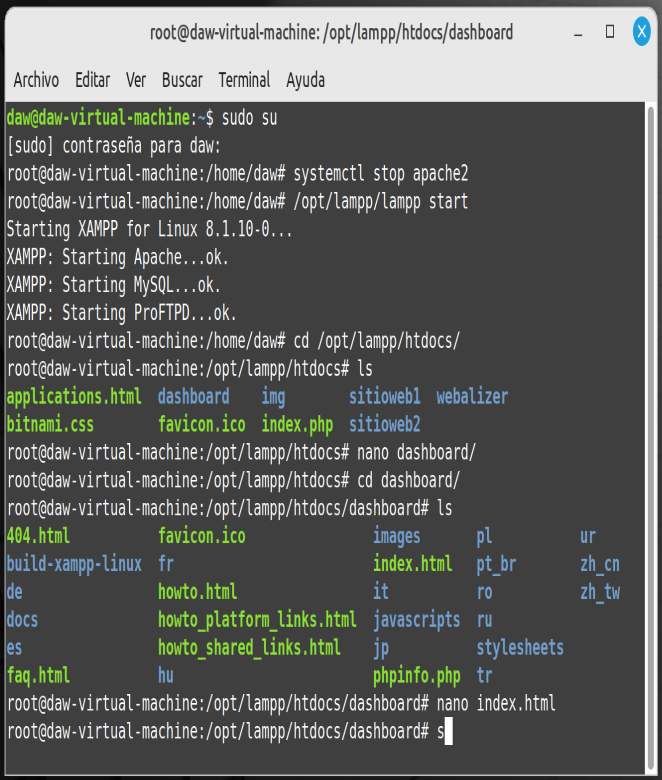 root@daw-virtual-machine: /opt/lampp/htdocs/dashboard
Archivo Editar Ver Buscar Terminal Ayuda
daw@daw-virtual-machine:~$ sudo su
[sudo] contraseña para daw:
root@daw-virtual-machine:/home/daw# systemctl stop apache2
root@daw-virtual-machine:/home/daw# /opt/lampp/lampp start
Starting XAMPP for Linux 8.1.10-0...
XAMPP: Starting Apache...ok.
XAMPP: Starting MySQL...ok.
XAMPP: Starting ProFTPD...ok.
root@daw-virtual-machine:/home/daw# cd /opt/lampp/htdocs/
root@daw-virtual-machine:/opt/lampp/htdocs# ls
applications.html dashboard img sitioweb1 webalizer
bitnami.css favicon.ico index.php sitioweb2
root@daw-virtual-machine:/opt/lampp/htdocs# nano dashboard/
root@daw-virtual-machine:/opt/lampp/htdocs# cd dashboard/
root@daw-virtual-machine:/opt/lampp/htdocs/dashboard# ls
404.html favicon.ico images pl ur
build-xampp-linux fr index.html pt_br zh_cn
de howto.html it ro zh_tw
docs howto_platform_links.html javascripts ru
es howto_shared_links.html jp stylesheets
faq.html hu phpinfo.php tr
root@daw-virtual-machine:/opt/lampp/htdocs/dashboard# nano index.html
root@daw-virtual-machine:/opt/lampp/htdocs/dashboard# s